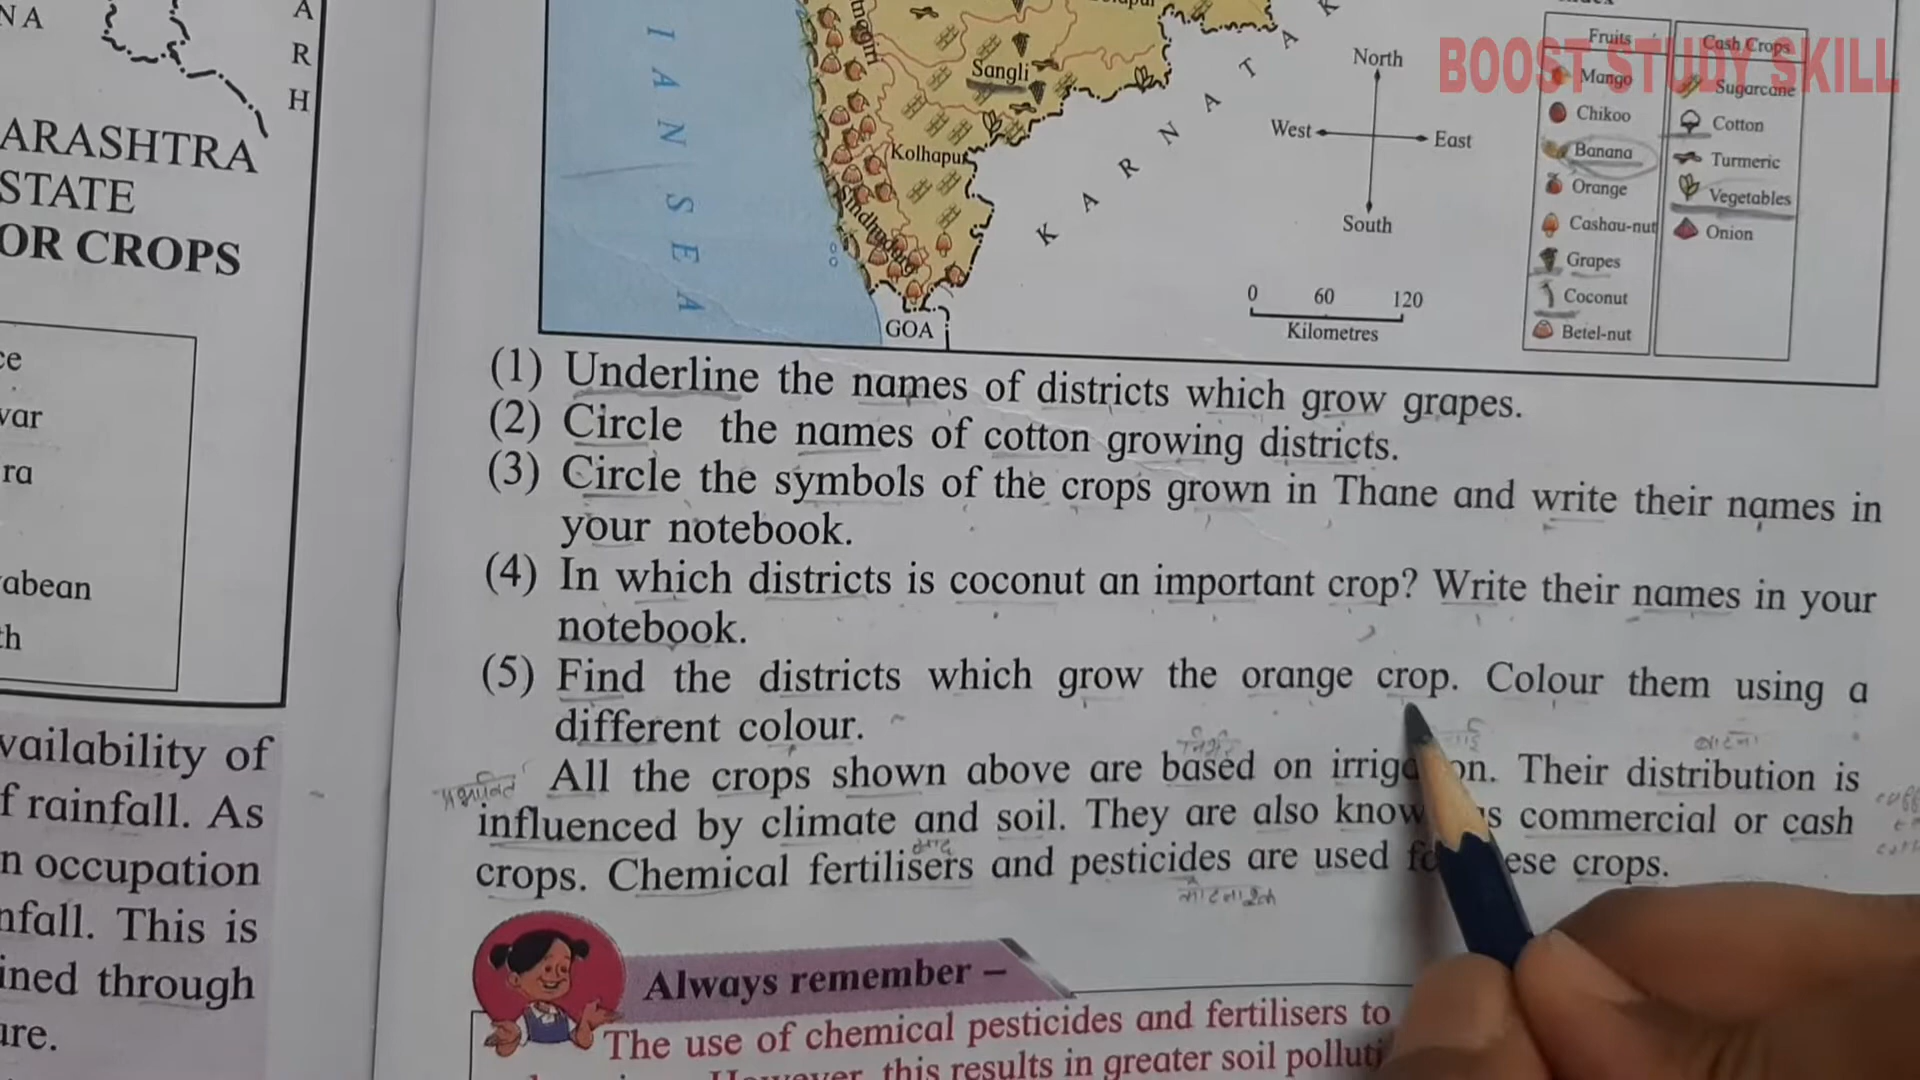 BOOST STUDY SKILL
N A
A
R
H
ARASHTRA
STATE
OR CROPS
var
ra
abean
vailability of
f rainfall. As
n occupation
nfall. This is
ined through
ure.
I A N S E A
Sangli
Kolhapur
Sindhudurg
GOA
K A R N A T A K
North
West East
South
0 60 120
Kilometres
Fruits
Mango
Chikoo
Banana
Orange
Cashau-nut
Grapes
Coconut
Betel-nut
Cash Crops
Sugarcane
Cotton
Turmeric
Vegetables
Onion
(1) Underline the names of districts which grow grapes.
(2) Circle the names of cotton growing districts.
(3) Circle the symbols of the crops grown in Thane and write their names in
your notebook.
(4) In which districts is coconut an important crop? Write their names in your
notebook.
(5) Find the districts which grow the orange crop. Colour them using a
different colour.
All the crops shown above are based on irrigation. Their distribution is
influenced by climate and soil. They are also know as commercial or cash
crops. Chemical fertilisers and pesticides are used ese crops.
Always remember –
The use of chemical pesticides and fertilisers to
However, this results in greater soil polluti